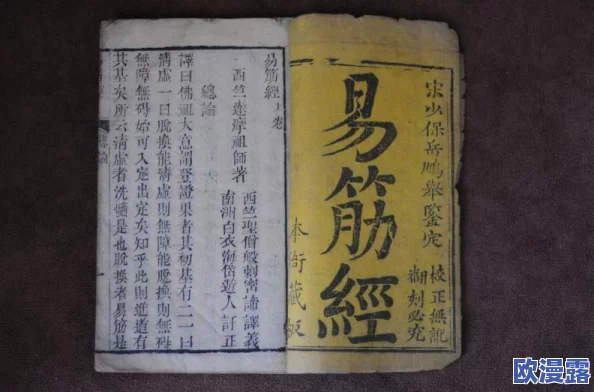 宋少保岳鵬舉鑒定
校正無訛
翻刻必究
易筋經
本衙藏板
易筋經上卷
西竺達摩祖師著
西竺聖僧般剌密諦譯義
南洲白衣海岱遊人訂正
總論
譯曰佛祖大意謂登證果者其初基有二一曰
清虛一曰脫換能清虛則無障能脫換則無碍
無障無碍始可入定出定矣知乎此則進道有
其基矣所云清虛者洗髓是也脫換者易筋是
欧漫露